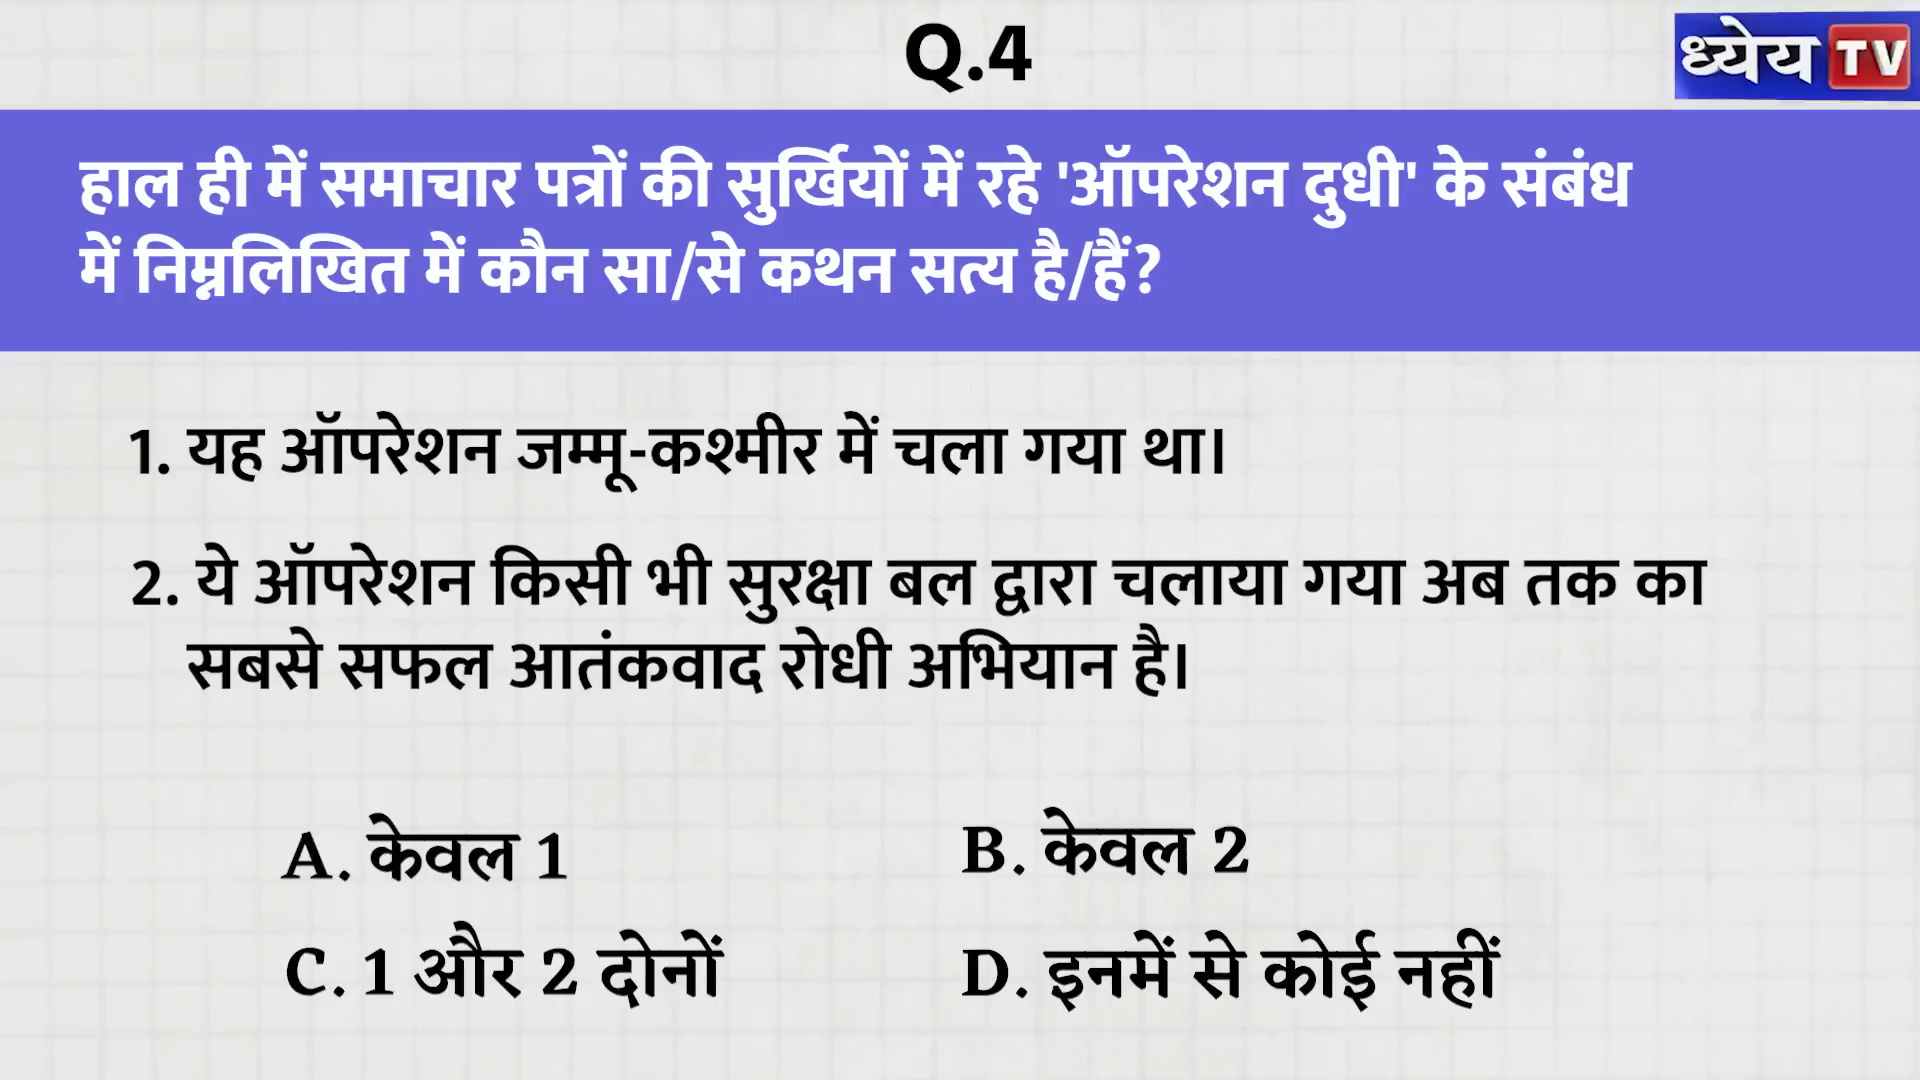 Q.4
ध्येय TV
हाल ही में समाचार पत्रों की सुर्खियों में रहे 'ऑपरेशन दुधी' के संबंध
में निम्नलिखित में कौन सा/से कथन सत्य है/हैं?
1. यह ऑपरेशन जम्मू-कश्मीर में चला गया था।
2. ये ऑपरेशन किसी भी सुरक्षा बल द्वारा चलाया गया अब तक का
सबसे सफल आतंकवाद रोधी अभियान है।
A. केवल 1
B. केवल 2
C. 1 और 2 दोनों
D. इनमें से कोई नहीं